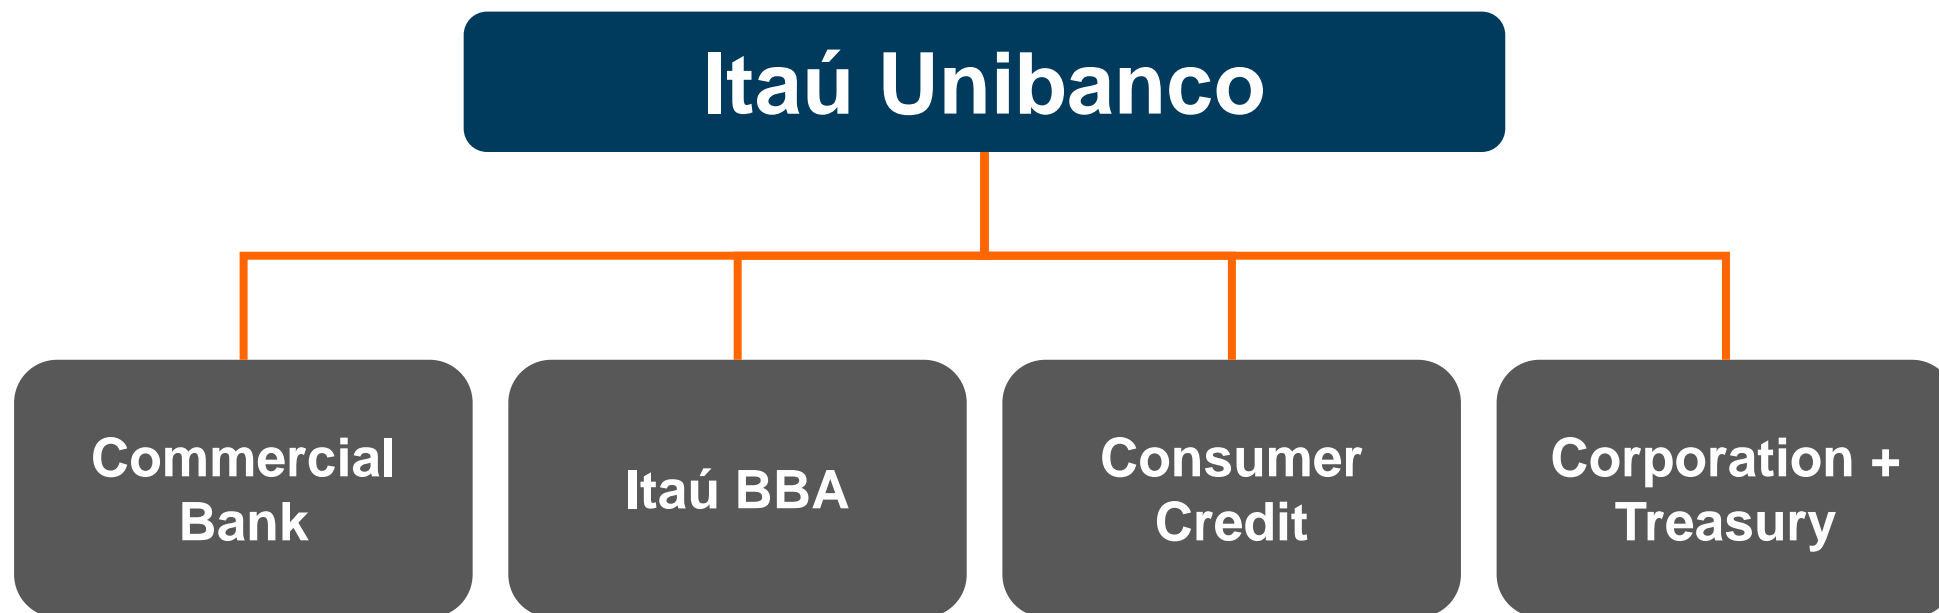 Itaú Unibanco
Commercial
Bank
Itaú BBA
Consumer
Credit
Corporation +
Treasury